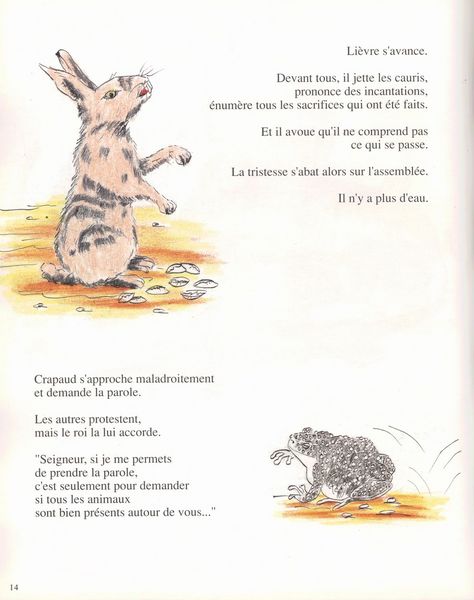 Lièvre s'avance.
Devant tous, il jette les cauris,
prononce des incantations,
énumère tous les sacrifices qui ont été faits.
Et il avoue qu'il ne comprend pas
ce qui se passe.
La tristesse s'abat alors sur l'assemblée.
Il n'y a plus d'eau.
Crapaud s'approche maladroitement
et demande la parole.
Les autres protestent,
mais le roi la lui accorde.
"Seigneur, si je me permets
de prendre la parole,
c'est seulement pour demander
si tous les animaux
sont bien présents autour de vous..."
14